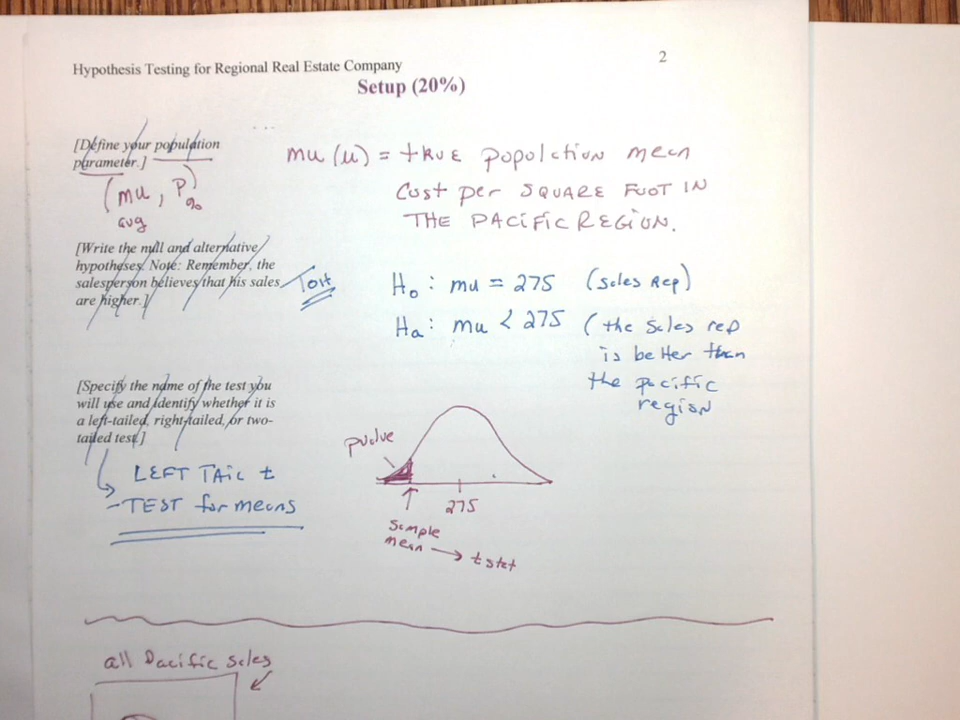 Hypothesis Testing for Regional Real Estate Company
2
Setup (20%)
[Define your population
parameter.]
(mu, P)
avg %
mu (u) = tRUE popolction mean
Cost per SQUARE FOOT IN
THE PACIFIC REGION.
[Write the null and alternative
hypotheses. Note: Remember, the
salesperson believes that his sales
are higher.]
Ho: mu = 275 (Sales Rep)
Ha: mu < 275 (the sales rep
is better than
the pacific
region
[Specify the name of the test you
will use and identify whether it is
a left-tailed, right-tailed, or two-
tailed test.]
LEFT TAIL t
- TEST for means
pvalue
275
sample
mean → t stat
all Pacific sales